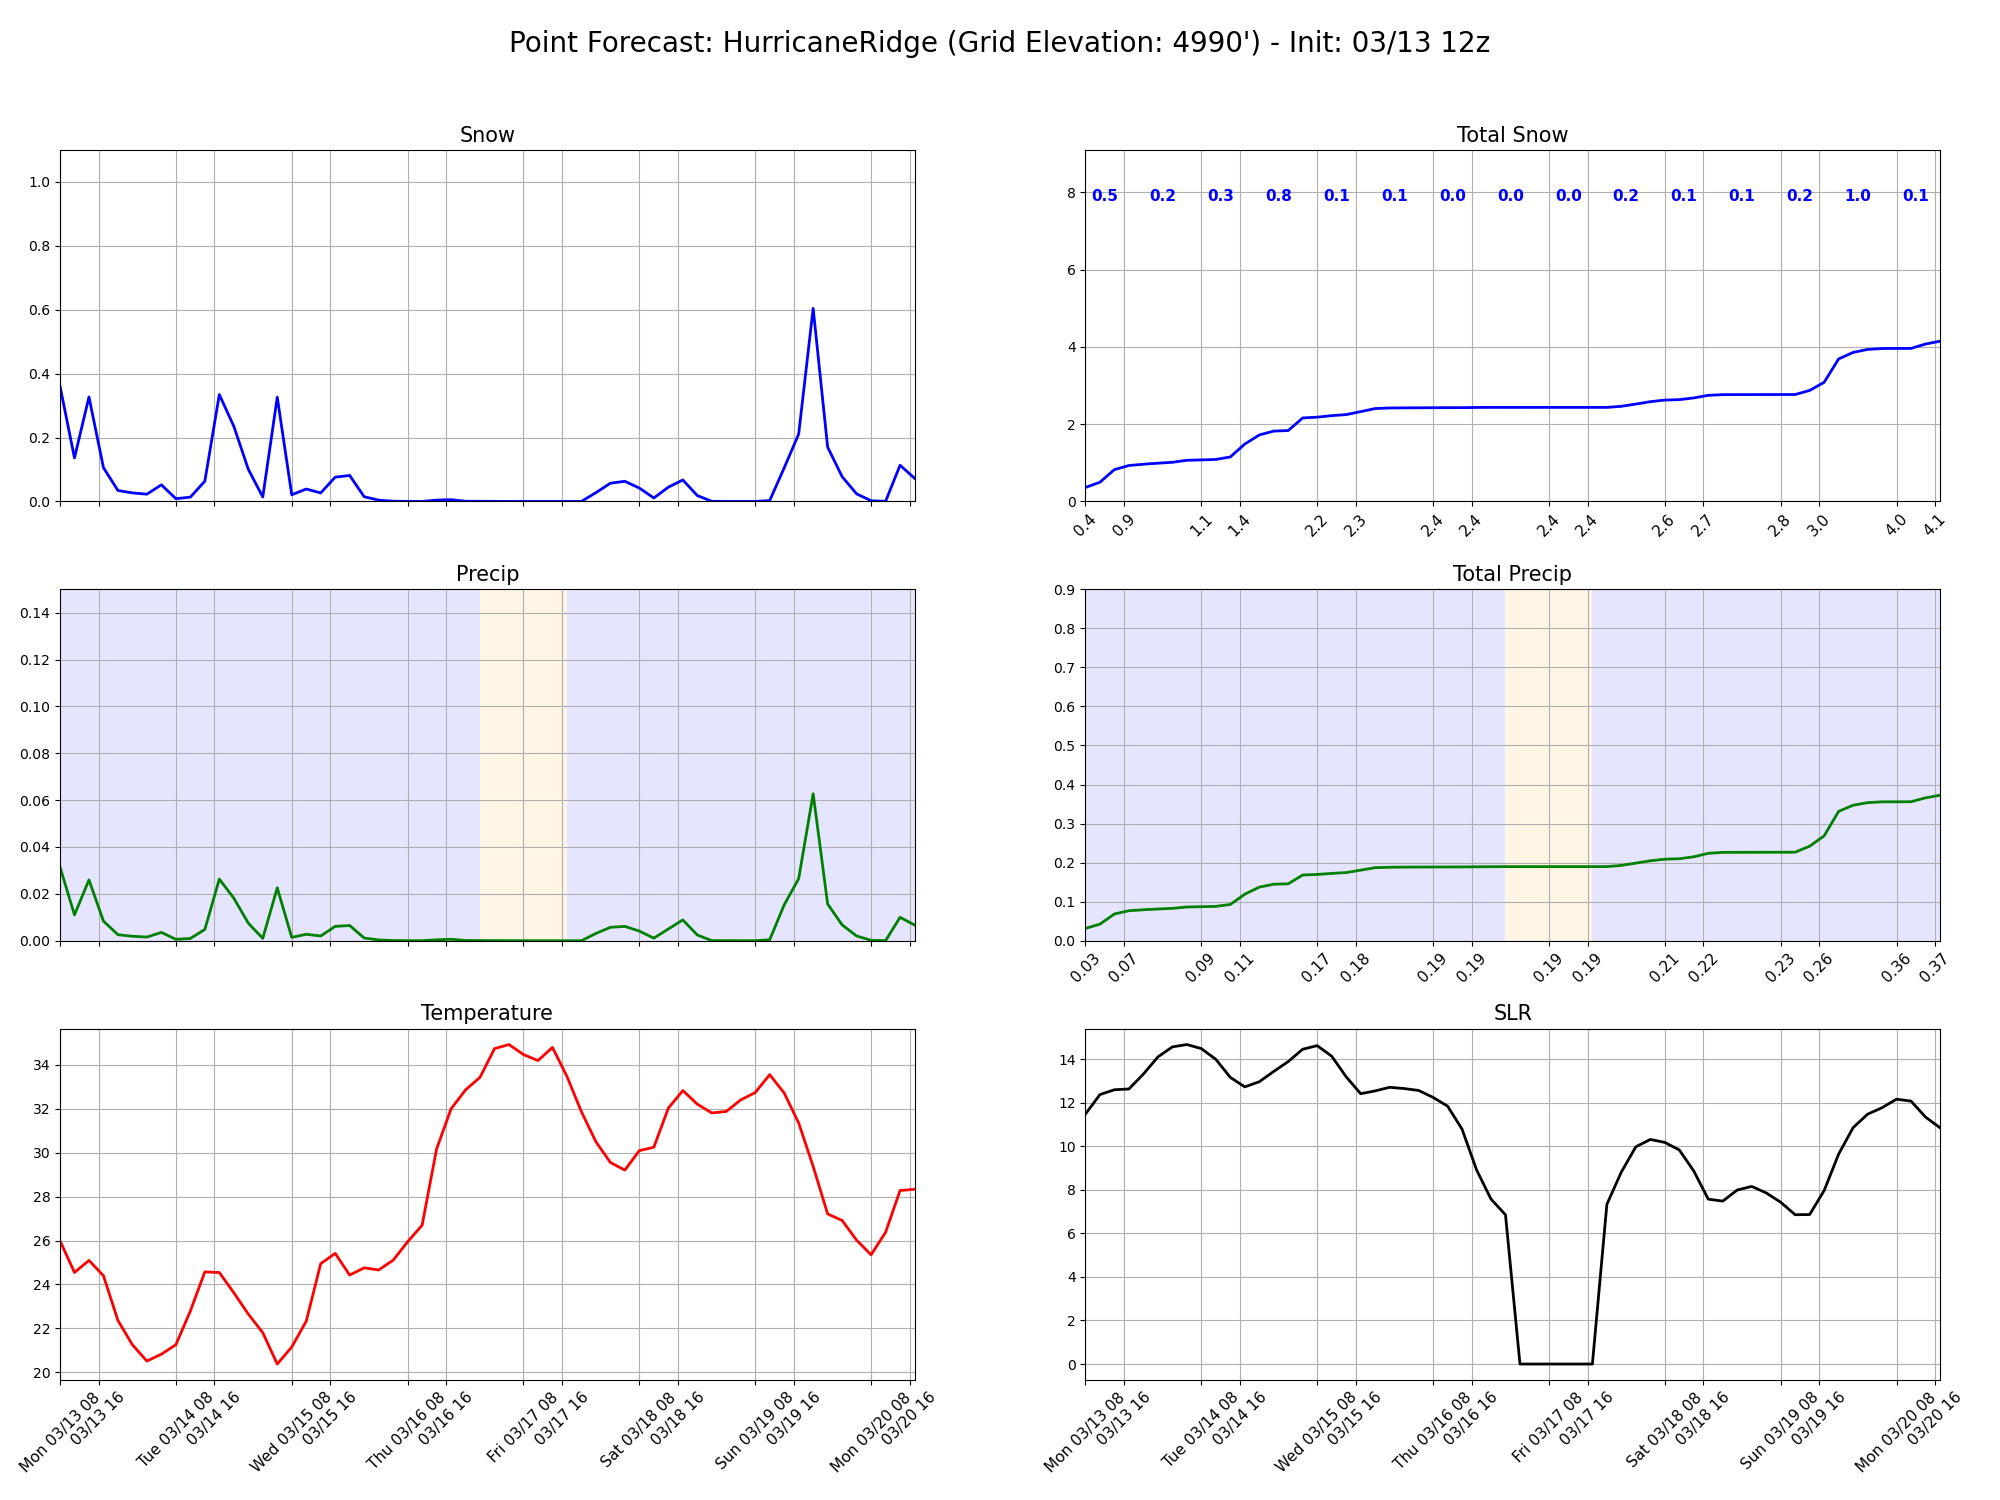 Point Forecast: HurricaneRidge (Grid Elevation: 4990') - Init: 03/13 12z
Snow
1.0
0.8
0.6
0.4
0.2
0.0
Total Snow
8
6
4
2
0
0.5 0.2 0.3 0.8 0.1 0.1 0.0 0.0 0.0 0.2 0.1 0.1 0.2 1.0 0.1
0.4 0.9 1.1 1.4 2.2 2.3 2.4 2.4 2.4 2.4 2.6 2.7 2.8 3.0 4.0 4.1
Precip
0.14
0.12
0.10
0.08
0.06
0.04
0.02
0.00
Total Precip
0.9
0.8
0.7
0.6
0.5
0.4
0.3
0.2
0.1
0.0
0.03 0.07 0.09 0.11 0.17 0.18 0.19 0.19 0.19 0.19 0.21 0.22 0.23 0.26 0.36 0.37
Temperature
34
32
30
28
26
24
22
20
Mon 03/13 08
03/13 16
Tue 03/14 08
03/14 16
Wed 03/15 08
03/15 16
Thu 03/16 08
03/16 16
Fri 03/17 08
03/17 16
Sat 03/18 08
03/18 16
Sun 03/19 08
03/19 16
Mon 03/20 08
03/20 16
SLR
14
12
10
8
6
4
2
0
Mon 03/13 08
03/13 16
Tue 03/14 08
03/14 16
Wed 03/15 08
03/15 16
Thu 03/16 08
03/16 16
Fri 03/17 08
03/17 16
Sat 03/18 08
03/18 16
Sun 03/19 08
03/19 16
Mon 03/20 08
03/20 16